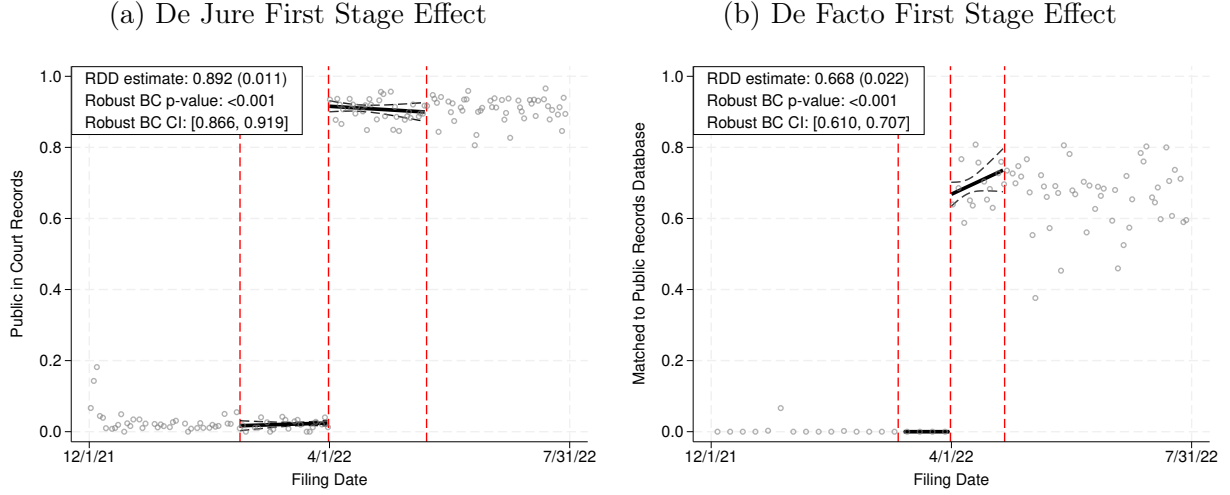 (a) De Jure First Stage Effect
RDD estimate: 0.892 (0.011)
Robust BC p-value: <0.001
Robust BC CI: [0.866, 0.919]
Public in Court Records
1.0
0.8
0.6
0.4
0.2
0.0
12/1/21 4/1/22 7/31/22
Filing Date
(b) De Facto First Stage Effect
RDD estimate: 0.668 (0.022)
Robust BC p-value: <0.001
Robust BC CI: [0.610, 0.707]
Matched to Public Records Database
1.0
0.8
0.6
0.4
0.2
0.0
12/1/21 4/1/22 7/31/22
Filing Date